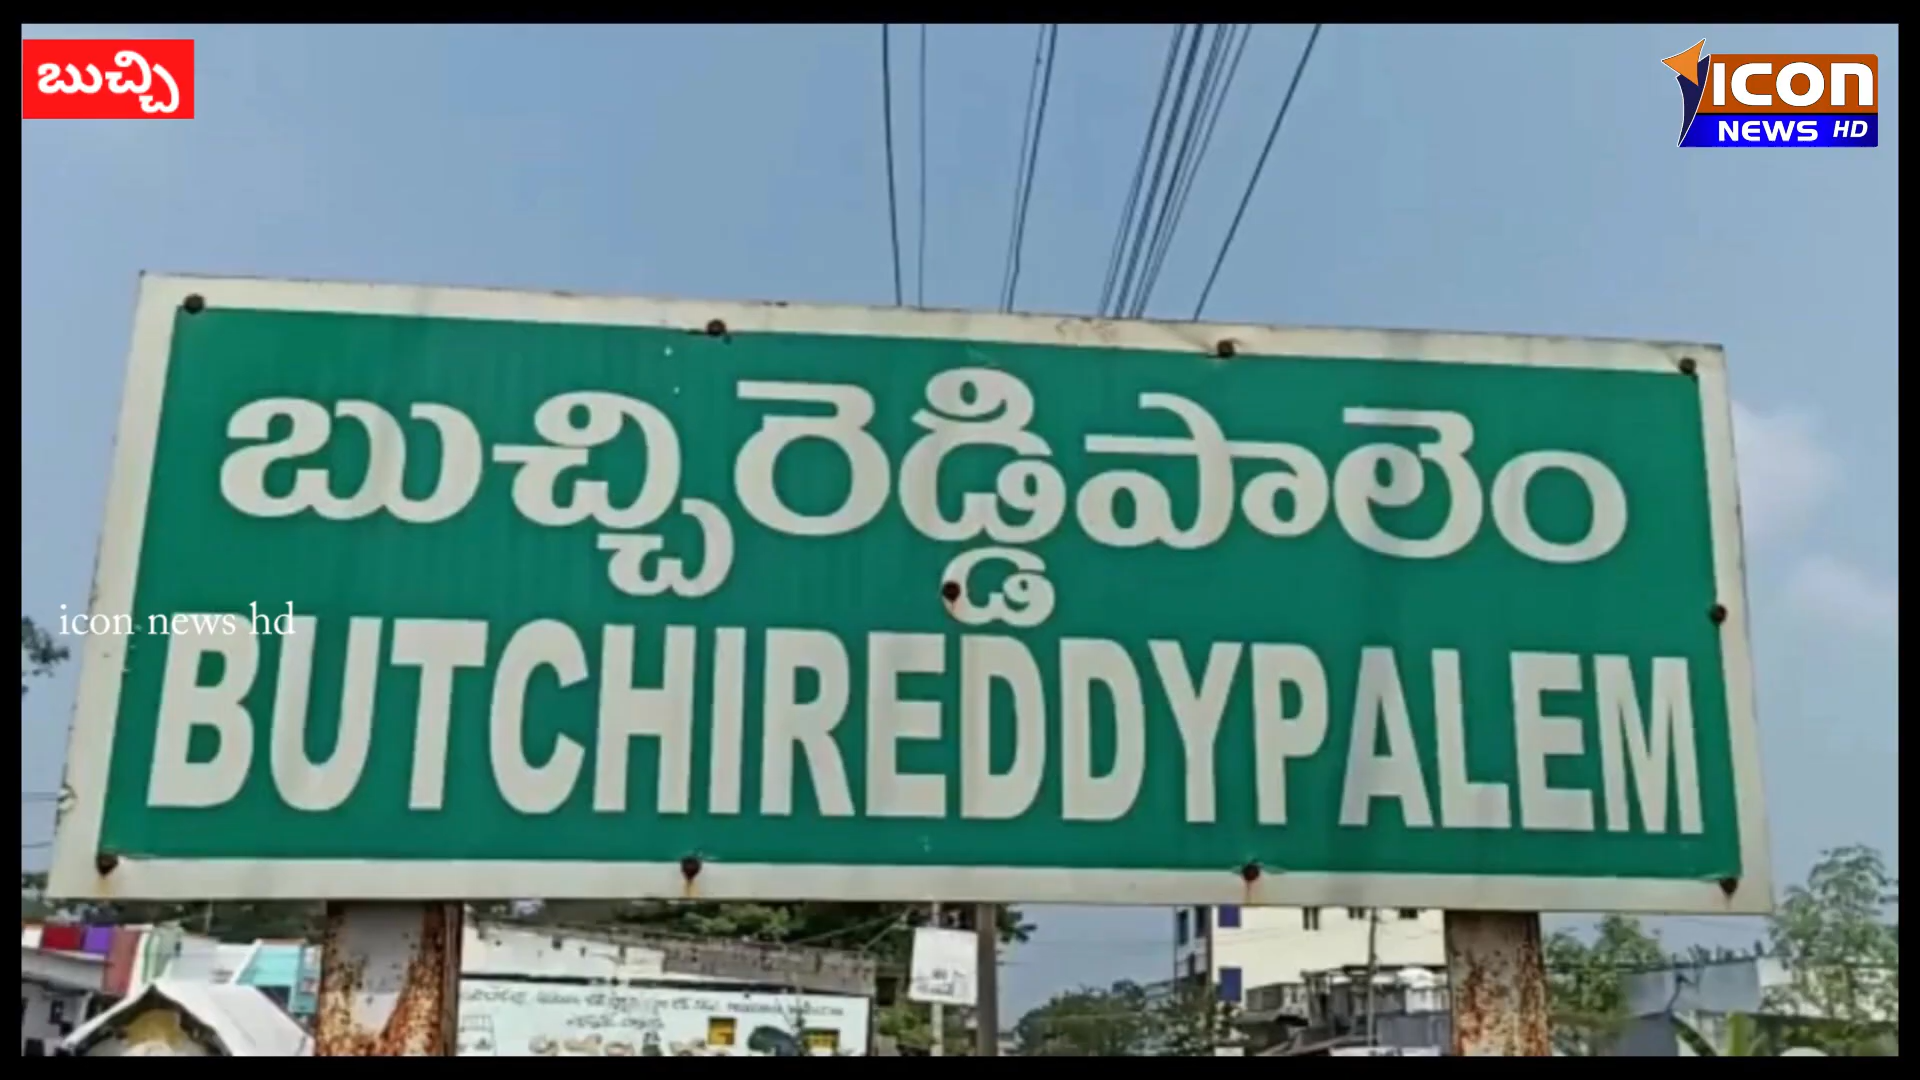 బుచ్చి
ICON
NEWS HD
బుచ్చిరెడ్డిపాలెం
icon news hd
BUTCHIREDDYPALEM